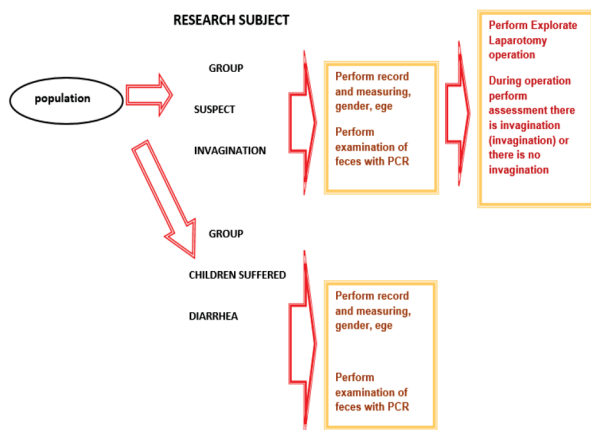 RESEARCH SUBJECT
population
GROUP
SUSPECT
INVAGINATION
Perform record
and measuring,
gender, ege
Perform
examination of
feces with PCR
Perform Explorate
Laparotomy
operation
During operation
perform
assessment there
is invagination
(invagination) or
there is no
invagination
GROUP
CHILDREN SUFFERED
DIARRHEA
Perform record
and measuring,
gender, ege
Perform
examination of
feces with PCR